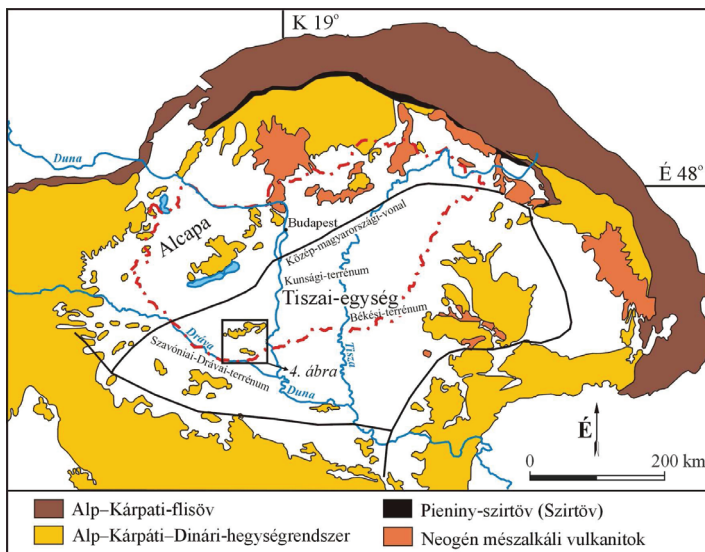 K 19°
É 48°
Duna
Alcapa
Budapest
Közép-magyarországi-vonal
Kunsági-terrénum
Tiszai-egység
Békési-terrénum
Dráva
Szavóniai-Drávai-terrénum
Tisza
4. ábra
Duna
É
0
200 km
Alp–Kárpati-flisöv
Pieniny-szirtöv (Szirtöv)
Alp–Kárpáti–Dinári-hegységrendszer
Neogén mészalkáli vulkanitok